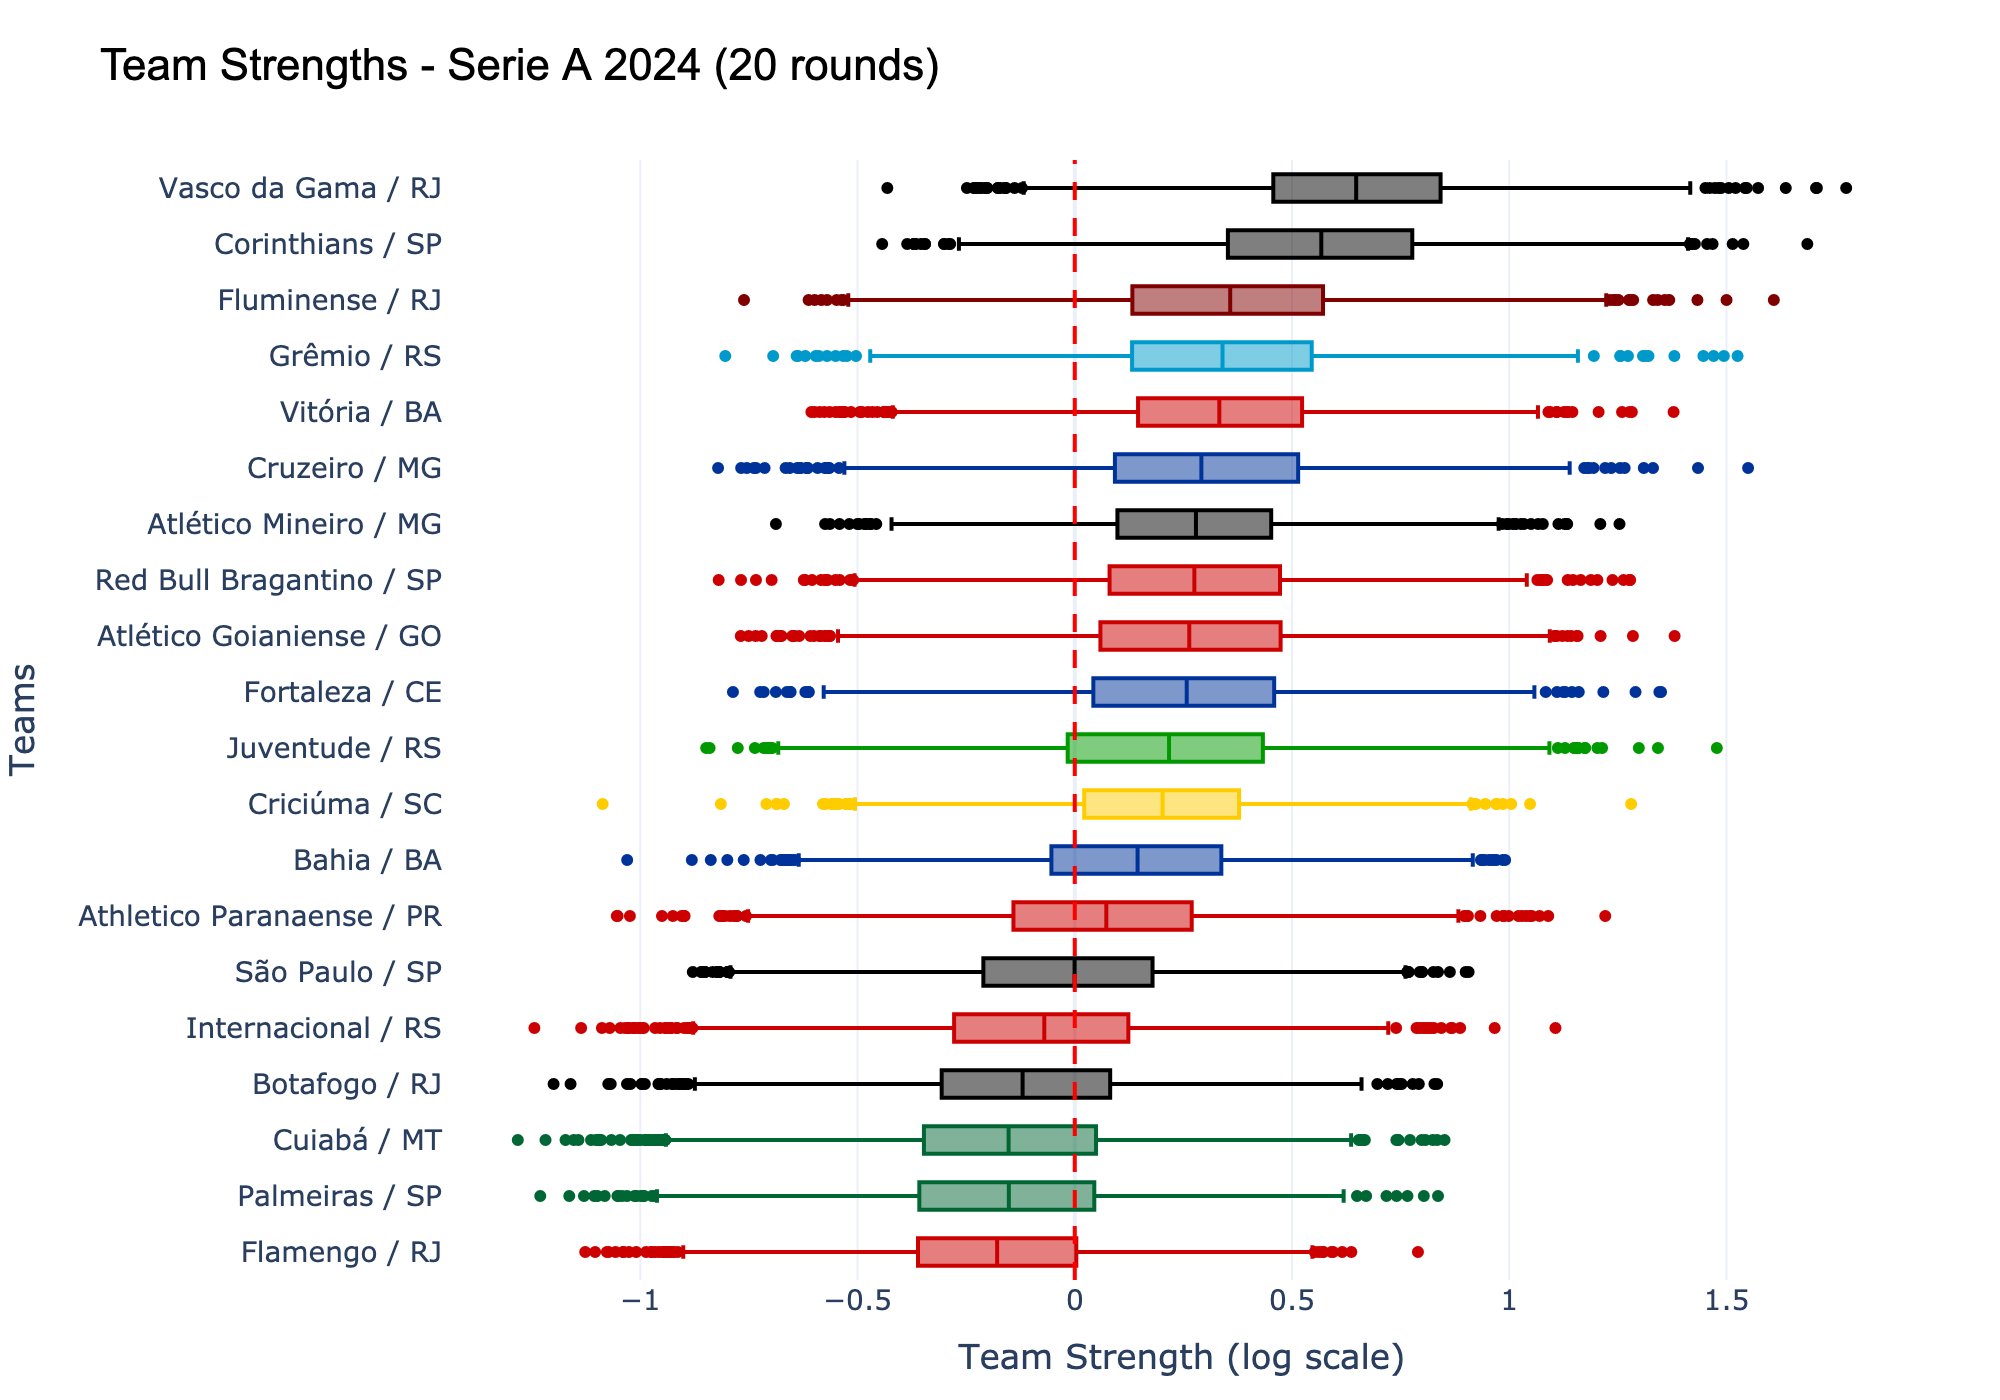 Team Strengths - Serie A 2024 (20 rounds)
Vasco da Gama / RJ
Corinthians / SP
Fluminense / RJ
Grêmio / RS
Vitória / BA
Cruzeiro / MG
Atlético Mineiro / MG
Red Bull Bragantino / SP
Atlético Goianiense / GO
Fortaleza / CE
Juventude / RS
Criciúma / SC
Bahia / BA
Athletico Paranaense / PR
São Paulo / SP
Internacional / RS
Botafogo / RJ
Cuiabá / MT
Palmeiras / SP
Flamengo / RJ
Teams
−1 −0.5 0 0.5 1 1.5
Team Strength (log scale)